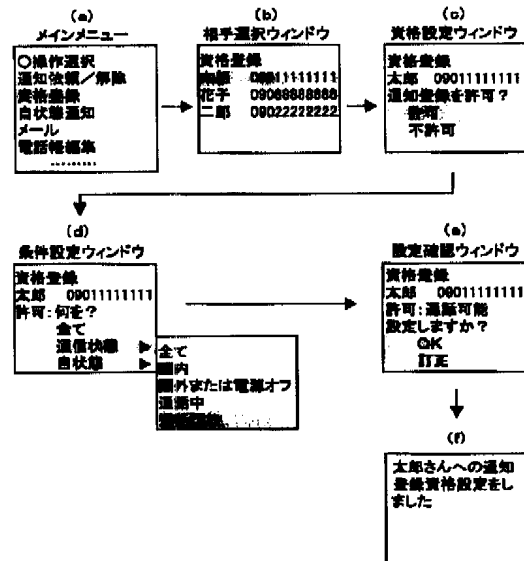 (a)
メインメニュー
○操作選択
通知依頼／解除
資格登録
自状態通知
メール
電話帳編集
………
(b)
相手選択ウィンドウ
資格登録
太郎 09011111111
花子 09088888888
二郎 09022222222
(c)
資格設定ウィンドウ
資格登録
太郎 09011111111
通知登録を許可？
許可
不許可
(d)
条件設定ウィンドウ
資格登録
太郎 09011111111
許可：何を？
全て
通信状態 ▶
自状態 ▶
全て
圏内
圏外または電源オフ
通話中
(e)
設定確認ウィンドウ
資格登録
太郎 09011111111
許可：通話可能
設定しますか？
OK
訂正
(f)
太郎さんへの通知
登録資格設定をし
ました